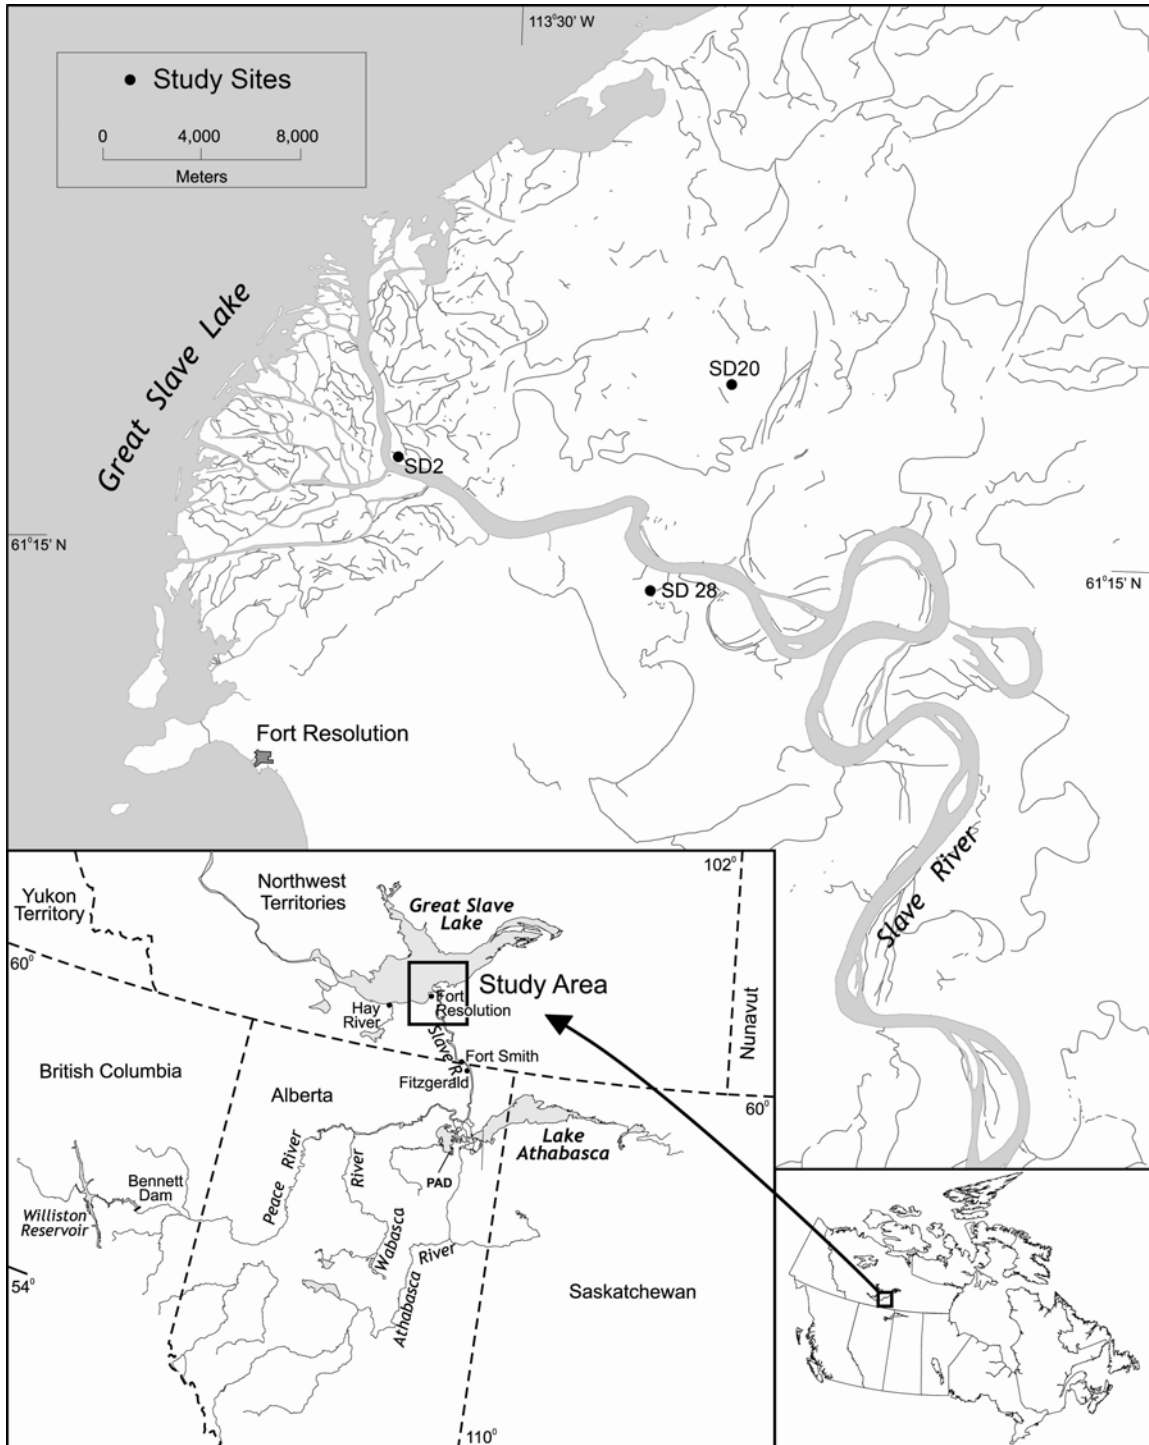 113°30' W
Study Sites
0 4,000 8,000
Meters
Great Slave Lake
SD20
SD2
61°15' N
61°15' N
SD 28
Fort Resolution
Slave River
102°
Yukon
Territory
Northwest
Territories
Great Slave
Lake
60°
Study Area
Fort
Resolution
Hay
River
Slave R.
Nunavut
Fort Smith
Fitzgerald
British Columbia
Alberta
60°
Lake
Athabasca
Peace River
River
Wabasca
PAD
Bennett
Dam
Williston
Reservoir
Athabasca River
54°
Saskatchewan
110°